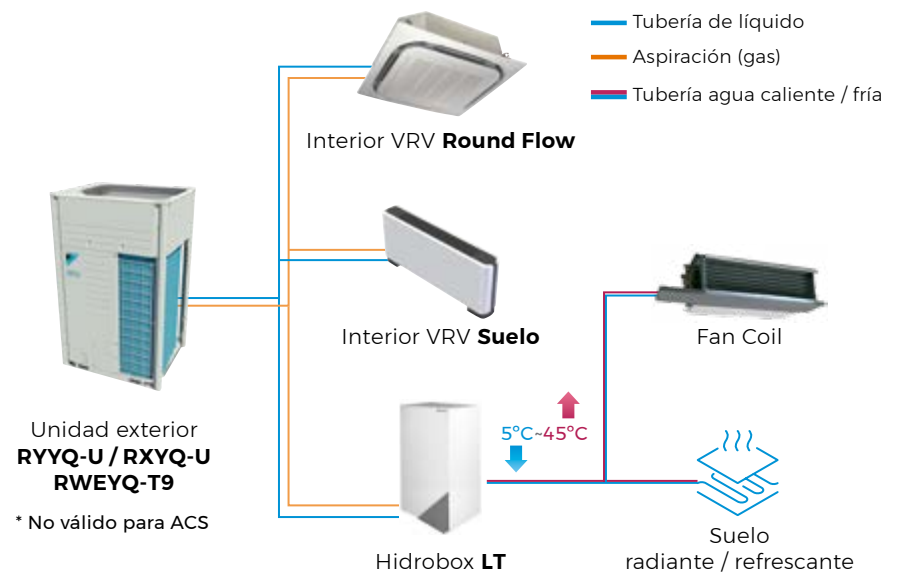 Tubería de líquido
Aspiración (gas)
Tubería agua caliente / fría
Interior VRV Round Flow
Interior VRV Suelo
Fan Coil
Unidad exterior
RYYQ-U / RXYQ-U
RWEYQ-T9
* No válido para ACS
5°C~45°C
Hidrobox LT
Suelo
radiante / refrescante